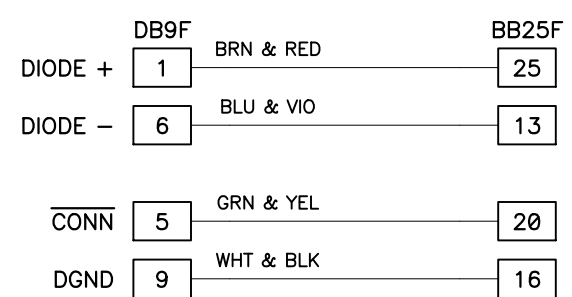 DB9F BB25F
DIODE + 1 BRN & RED 25
DIODE − 6 BLU & VIO 13
CONN 5 GRN & YEL 20
DGND 9 WHT & BLK 16